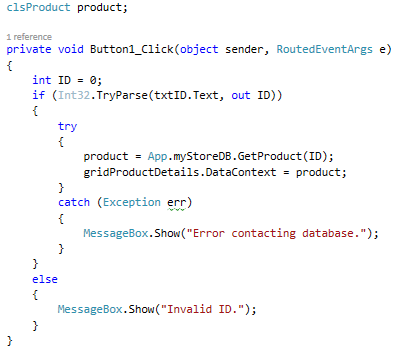 clsProduct product;
1 reference
private void Button1_Click(object sender, RoutedEventArgs e)
{
int ID = 0;
if (Int32.TryParse(txtID.Text, out ID))
{
try
{
product = App.myStoreDB.GetProduct(ID);
gridProductDetails.DataContext = product;
}
catch (Exception err)
{
MessageBox.Show("Error contacting database.");
}
}
else
{
MessageBox.Show("Invalid ID.");
}
}